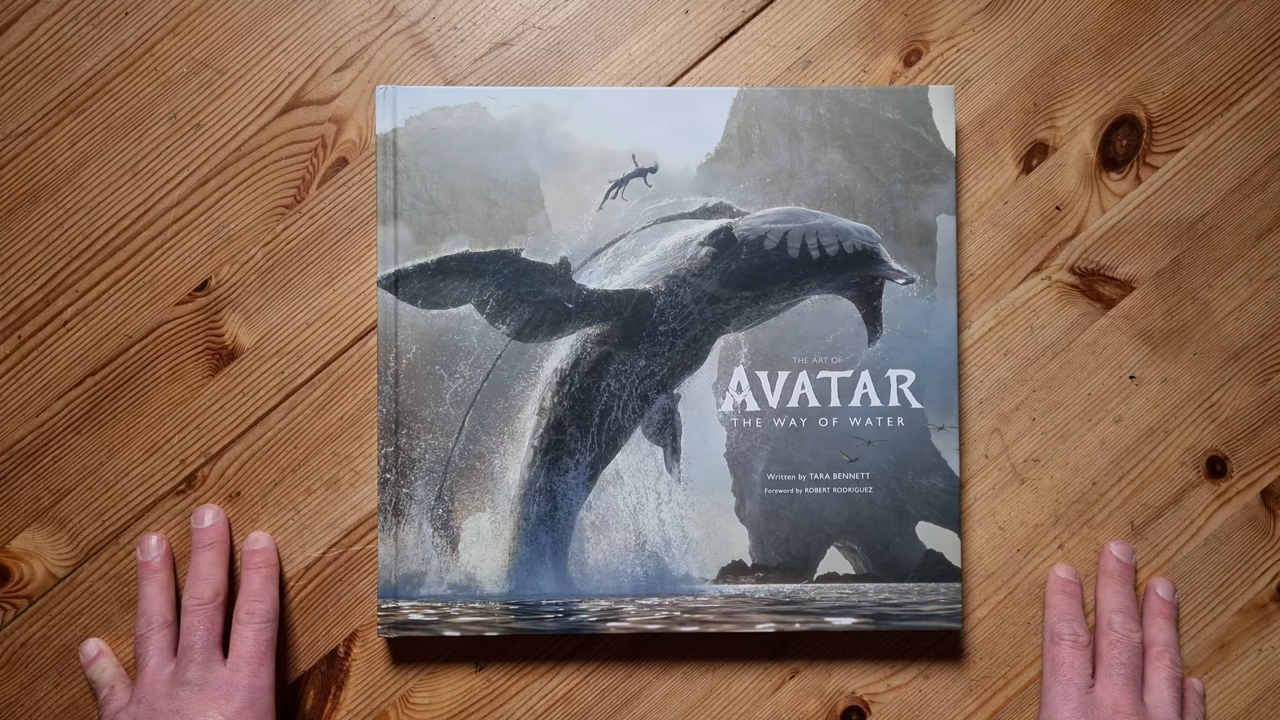 THE ART OF
AVATAR
THE WAY OF WATER
Written by TARA BENNETT
Foreword by ROBERT RODRIGUEZ